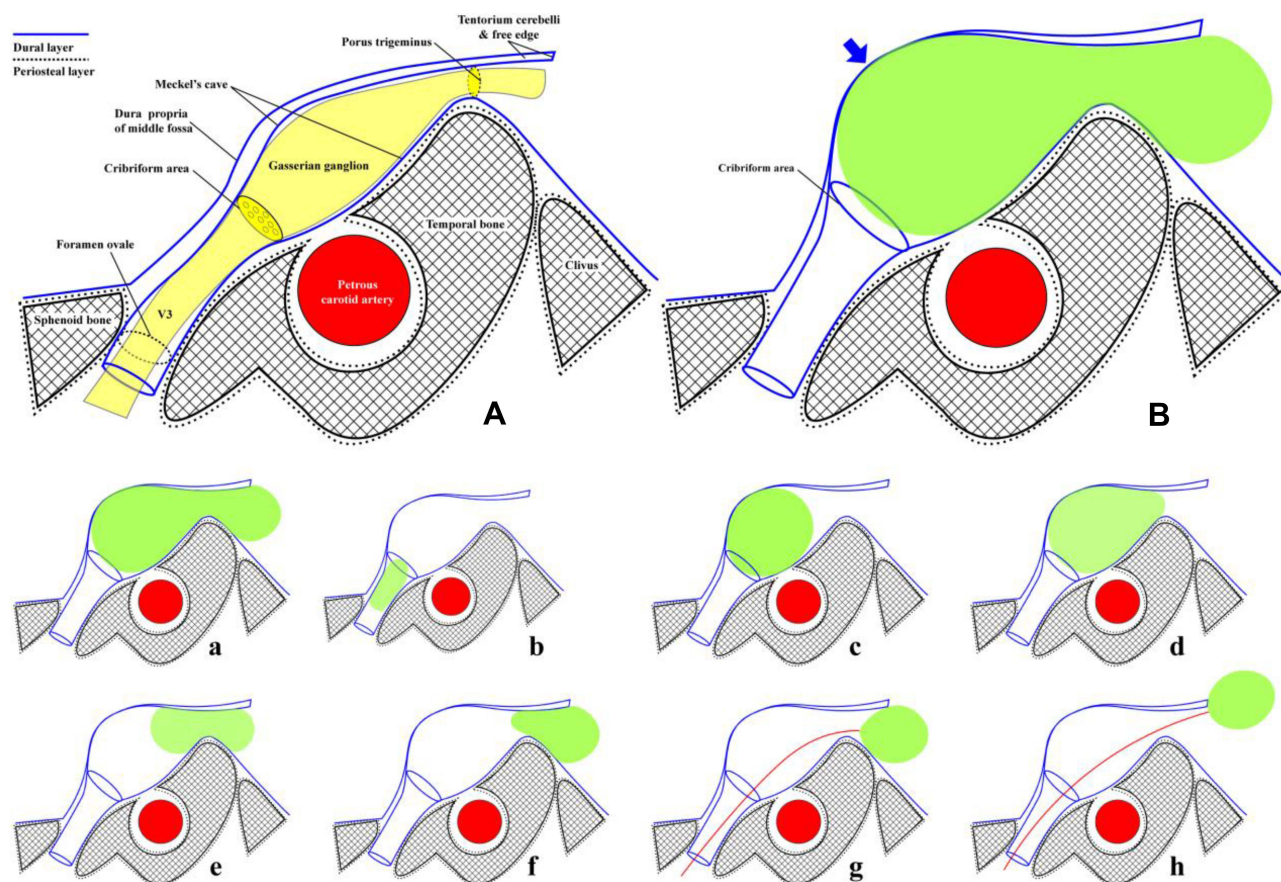 Dural layer
Periosteal layer
Tentorium cerebelli
& free edge
Porus trigeminus
Meckel's cave
Dura propria
of middle fossa
Cribriform area
Gasserian ganglion
Foramen ovale
Temporal bone
Clivus
Petrous
carotid artery
Sphenoid bone
V3
A
Cribriform area
B
a
b
c
d
e
f
g
h